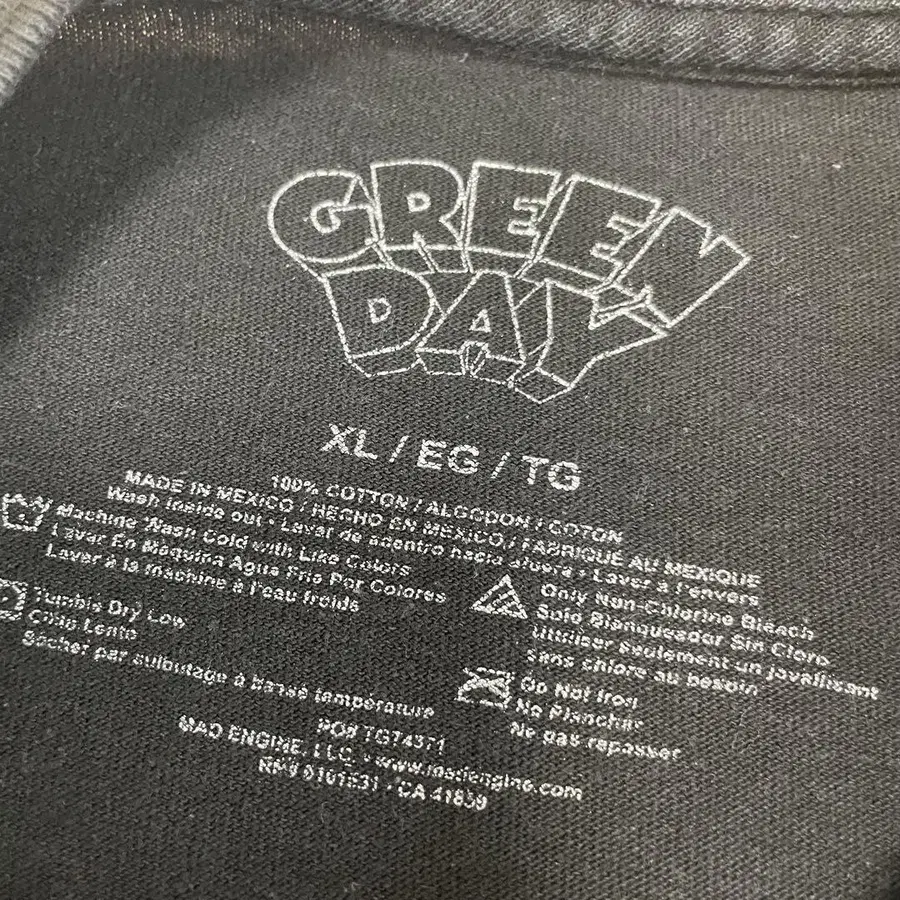 GREEN
DAY
XL / EG / TG
100% COTTON / ALGODON / COTON
MADE IN MEXICO / HECHO EN MEXICO / FABRIQUÉ AU MEXIQUE
Wash inside out • Lavar de adentro hacia afuera • Laver à l'envers
Machine Wash Cold with Like Colors
Lavar En Maquina Agua Fria Por Colores
Laver à la machine à l'eau froide
Only Non-Chlorine Bleach
Solo Blanqueador Sin Cloro
Utiliser seulement un javallisant
sans chlore au besoin
Tumble Dry Low
Ciclo Lento
Sécher par culbutage à basse température
Do Not Iron
No Planchar
Ne pas repasser
PO# TG74371
MAD ENGINE, LLC. • www.madengine.com
RN# 0101831 • CA 41839